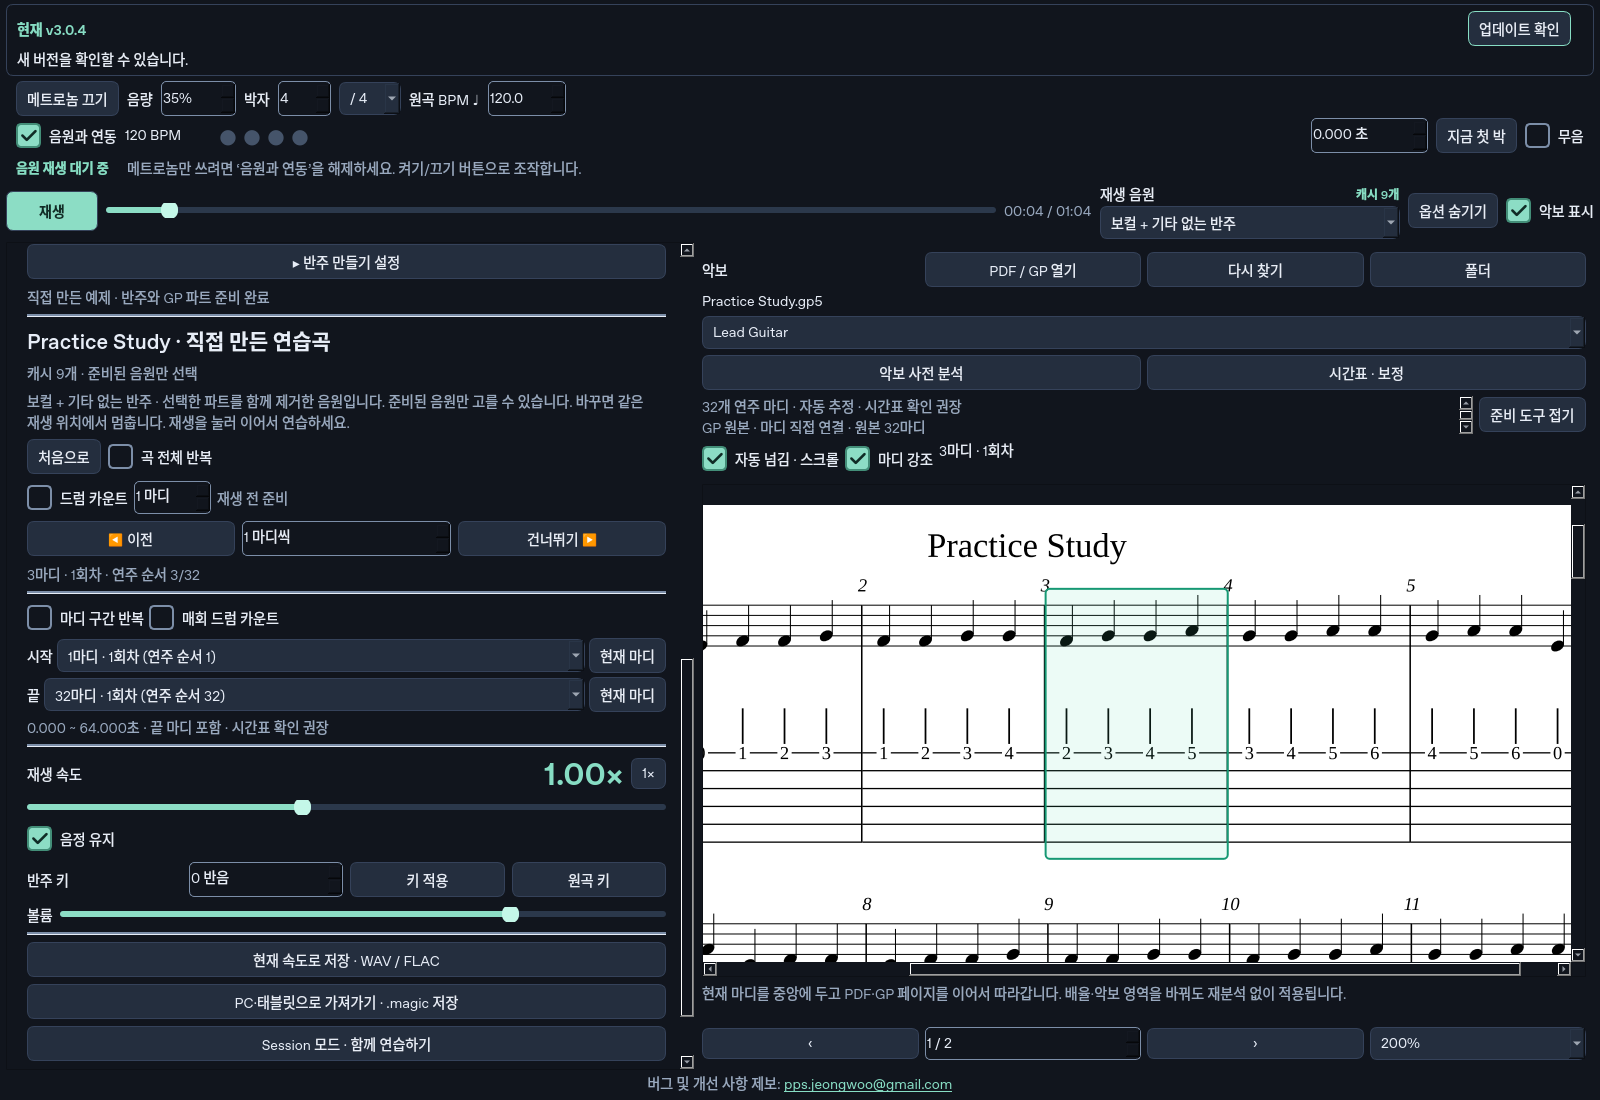 현재 v3.0.4
업데이트 확인
새 버전을 확인할 수 있습니다.
메트로놈 끄기 음량 35% 박자 4 / 4 원곡 BPM ♩ 120.0
음원과 연동 120 BPM 0.000 초 지금 첫 박 무음
음원 재생 대기 중 메트로놈만 쓰려면 ‘음원과 연동’을 해제하세요. 켜기/끄기 버튼으로 조작합니다.
재생 00:04 / 01:04
재생 음원 캐시 9개
보컬 + 기타 없는 반주
옵션 숨기기 악보 표시
▸ 반주 만들기 설정
직접 만든 예제 · 반주와 GP 파트 준비 완료
Practice Study · 직접 만든 연습곡
캐시 9개 · 준비된 음원만 선택
보컬 + 기타 없는 반주 · 선택한 파트를 함께 제거한 음원입니다. 준비된 음원만 고를 수 있습니다. 바꾸면 같은
재생 위치에서 멈춥니다. 재생을 눌러 이어서 연습하세요.
처음으로 곡 전체 반복
드럼 카운트 1 마디 재생 전 준비
◀ 이전 1 마디씩 건너뛰기 ▶
3마디 · 1회차 · 연주 순서 3/32
마디 구간 반복 매회 드럼 카운트
시작 1마디 · 1회차 (연주 순서 1) 현재 마디
끝 32마디 · 1회차 (연주 순서 32) 현재 마디
0.000 ~ 64.000초 · 끝 마디 포함 · 시간표 확인 권장
재생 속도 1.00× 1×
음정 유지
반주 키 0 반음 키 적용 원곡 키
볼륨
현재 속도로 저장 · WAV / FLAC
PC·태블릿으로 가져가기 · .magic 저장
Session 모드 · 함께 연습하기
악보 PDF / GP 열기 다시 찾기 폴더
Practice Study.gp5
Lead Guitar
악보 사전 분석 시간표 · 보정
32개 연주 마디 · 자동 추정 · 시간표 확인 권장
GP 원본 · 마디 직접 연결 · 원본 32마디
준비 도구 접기
자동 넘김 · 스크롤 마디 강조 3마디 · 1회차
Practice Study
2 3 4 5
1 2 3 1 2 3 4 2 3 4 5 3 4 5 6 4 5 6 0
8 9 10 11
현재 마디를 중앙에 두고 PDF·GP 페이지를 이어서 따라갑니다. 배율·악보 영역을 바꿔도 재분석 없이 적용됩니다.
‹ 1 / 2 › 200%
버그 및 개선 사항 제보: pps.jeongwoo@gmail.com